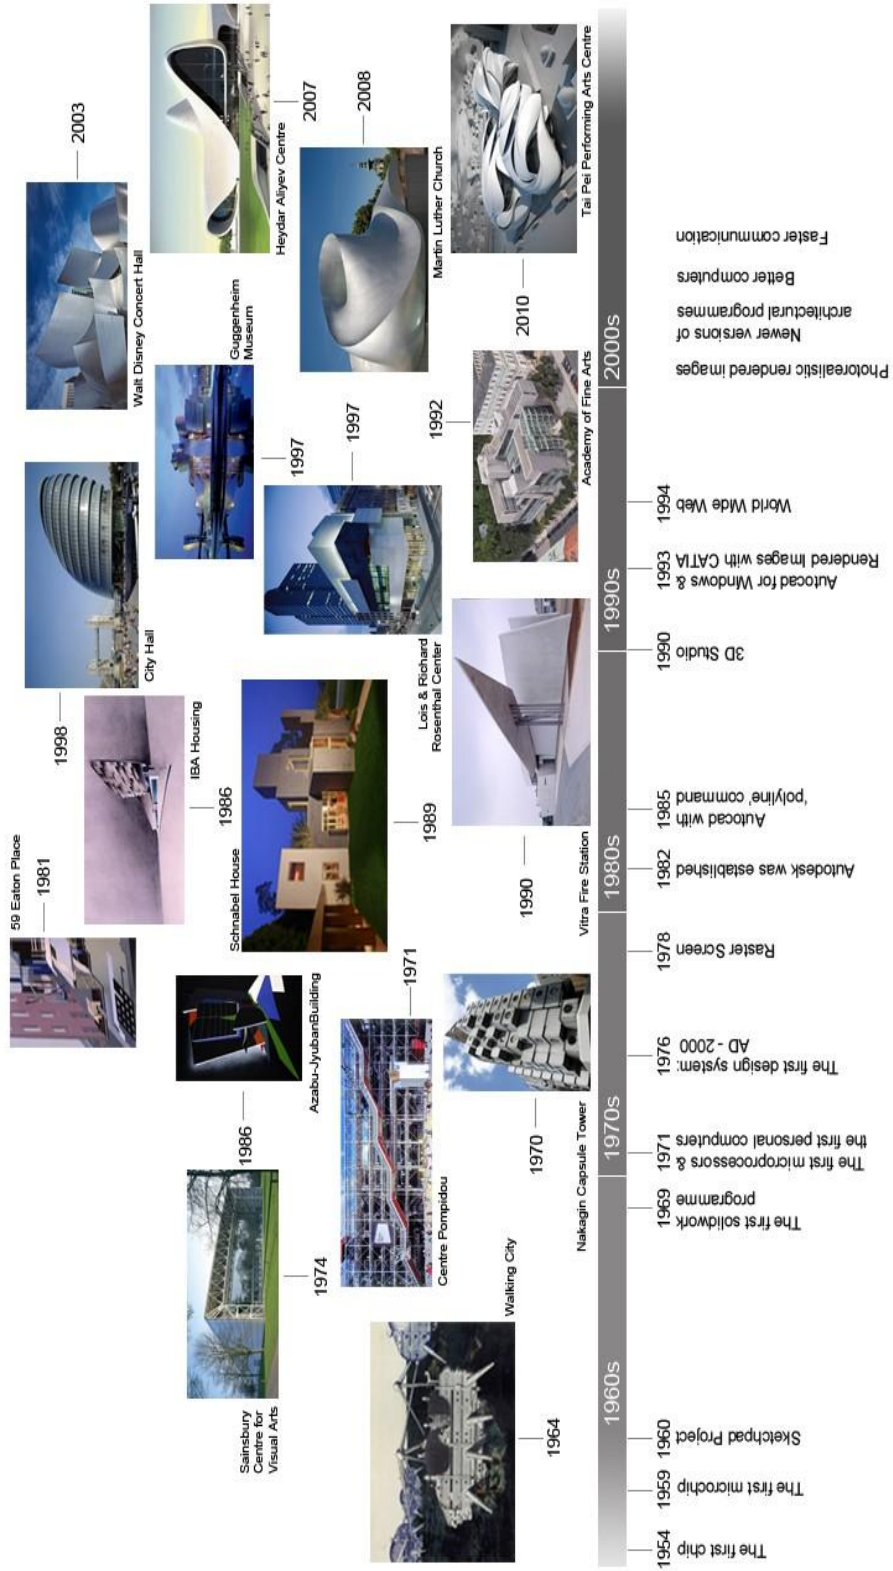 59 Eaton Place
1981
1998
City Hall
Walt Disney Concert Hall
2003
IBA Housing
1986
Guggenheim
Museum
1997
Heydar Aliyev Centre
2007
Sainsbury
Centre for
Visual Arts
1974
1986
Azabu-JyubanBuilding
Schnabel House
1989
Lois & Richard
Rosenthal Center
1997
Martin Luther Church
2008
Centre Pompidou
1971
Walking City
1964
Nakagin Capsule Tower
1970
Vitra Fire Station
1990
Academy of Fine Arts
1992
Tai Pei Performing Arts Centre
2010
1960s
1970s
1980s
1990s
2000s
1954
The first chip
1959
The first microchip
1960
Sketchpad Project
1969
The first solidwork
programme
1971
The first microprocessors &
the first personal computers
1976
The first design system:
AD - 2000
1978
Raster Screen
1982
Autodesk was established
1985
Autocad with
'polyline' command
1990
3D Studio
1993
Autocad for Windows &
Rendered Images with CATIA
1994
World Wide Web
Photorealistic rendered images
Newer versions of
architectural programmes
Better computers
Faster communication